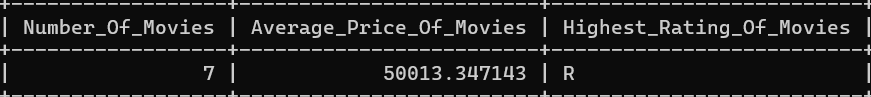 | Number_Of_Movies | Average_Price_Of_Movies | Highest_Rating_Of_Movies |
| 7 | 50013.347143 | R |